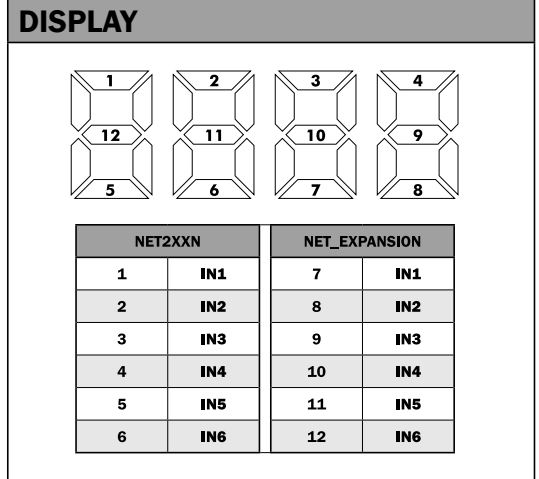 DISPLAY
1 2 3 4
12 11 10 9
5 6 7 8
NET2XXN NET_EXPANSION
1 IN1 7 IN1
2 IN2 8 IN2
3 IN3 9 IN3
4 IN4 10 IN4
5 IN5 11 IN5
6 IN6 12 IN6